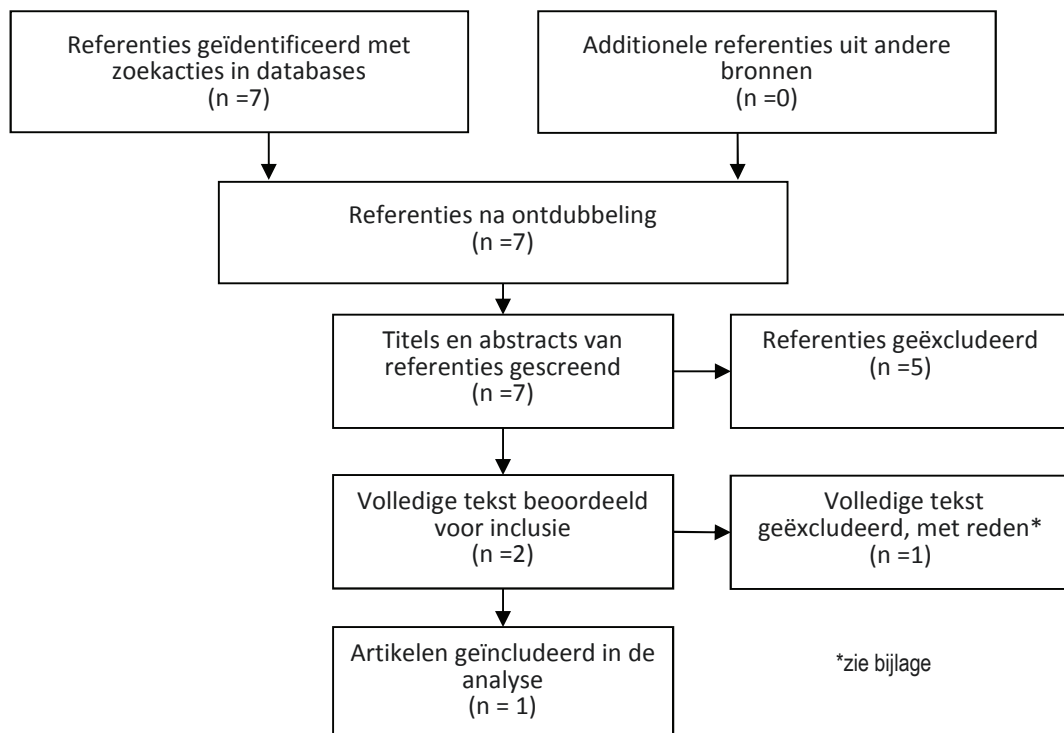 Referenties geïdentificeerd met
zoekacties in databases
(n =7)
Additionele referenties uit andere
bronnen
(n =0)
Referenties na ontdubbeling
(n =7)
Titels en abstracts van
referenties gescreend
(n =7)
Referenties geëxcludeerd
(n =5)
Volledige tekst beoordeeld
voor inclusie
(n =2)
Volledige tekst
geëxcludeerd, met reden*
(n =1)
Artikelen geïncludeerd in de
analyse
(n = 1)
*zie bijlage